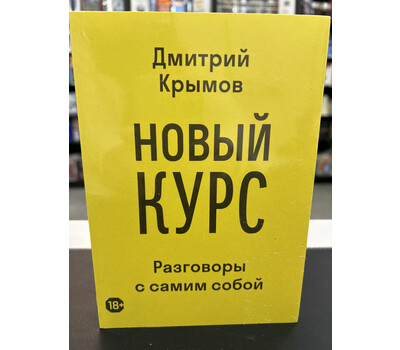 Дмитрий
Крымов
НОВЫЙ
КУРС
Разговоры
с самим собой
18+